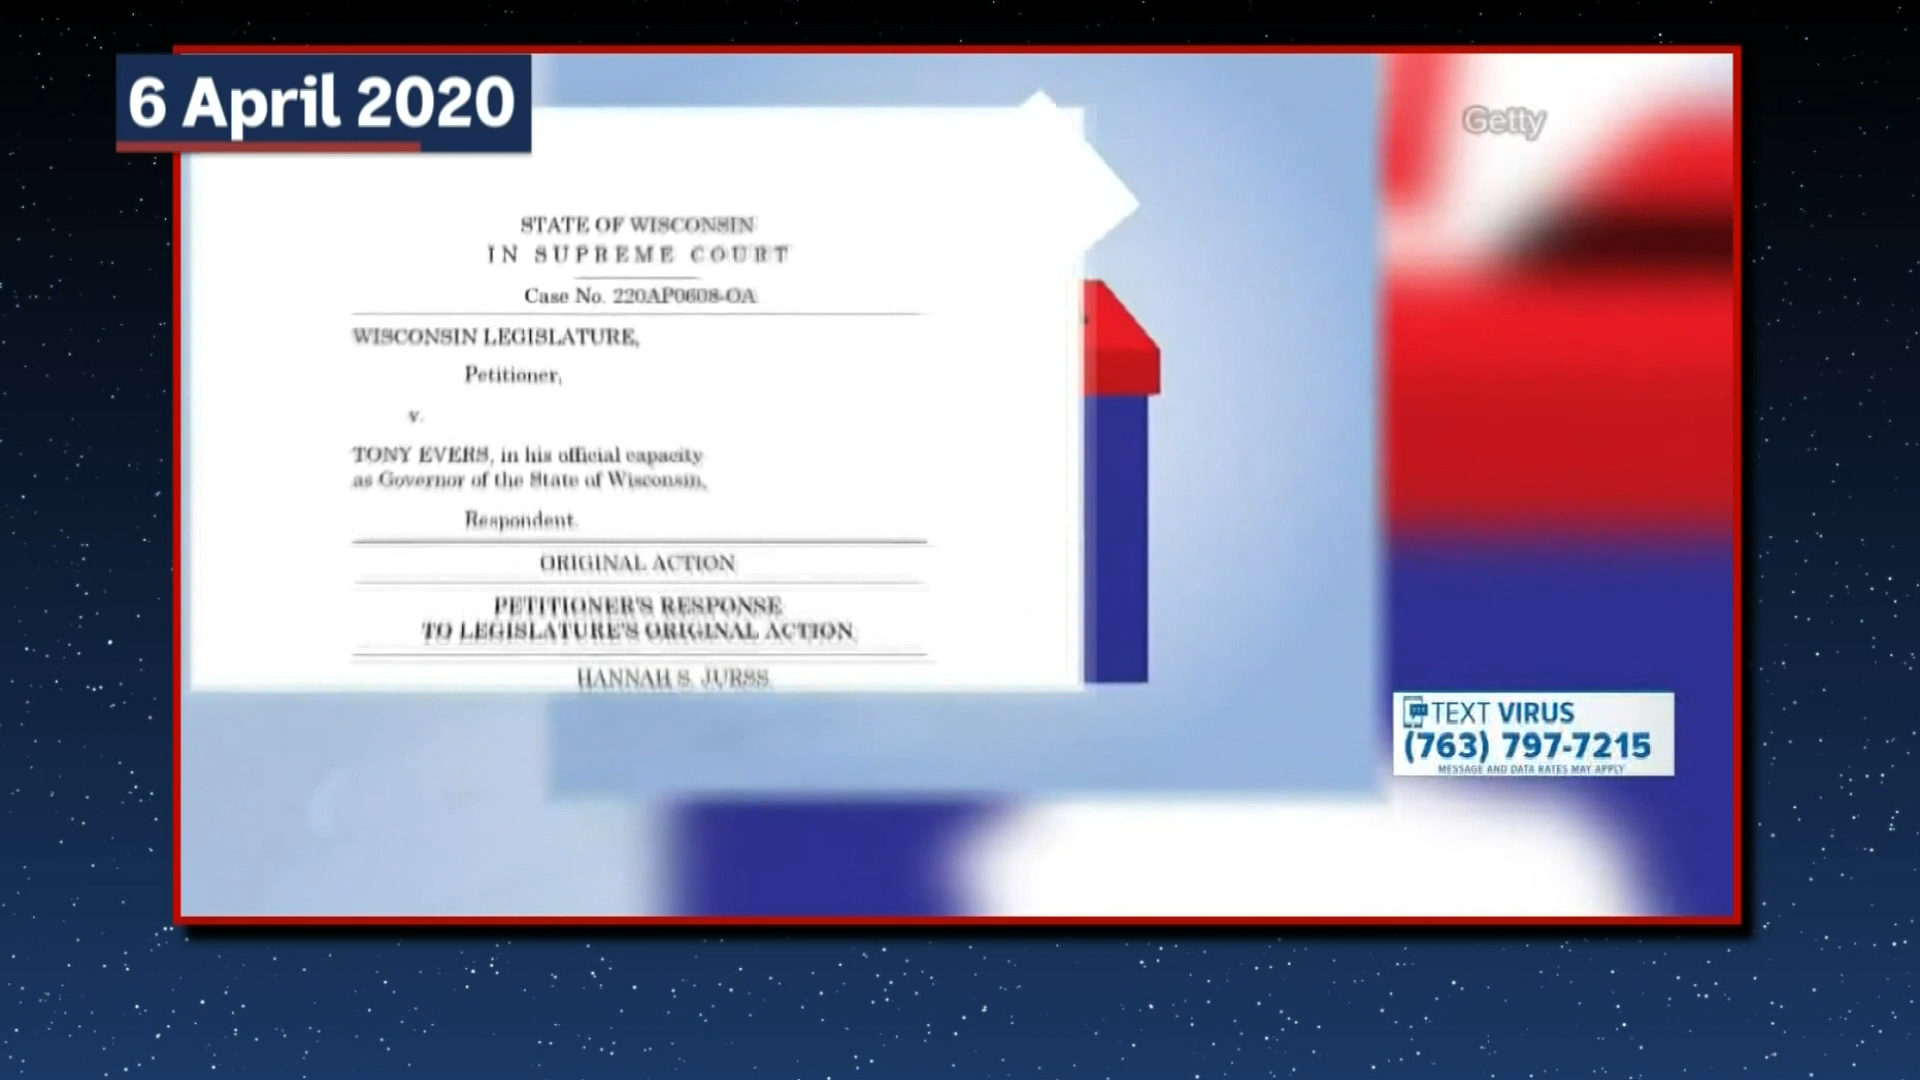 6 April 2020
Getty
STATE OF WISCONSIN
IN SUPREME COURT
Case No. 220AP0608-OA
WISCONSIN LEGISLATURE,
Petitioner,
v.
TONY EVERS, in his official capacity
as Governor of the State of Wisconsin,
Respondent.
ORIGINAL ACTION
PETITIONER'S RESPONSE
TO LEGISLATURE'S ORIGINAL ACTION
HANNAH S. JURSS
TEXT VIRUS
(763) 797-7215
MESSAGE AND DATA RATES MAY APPLY